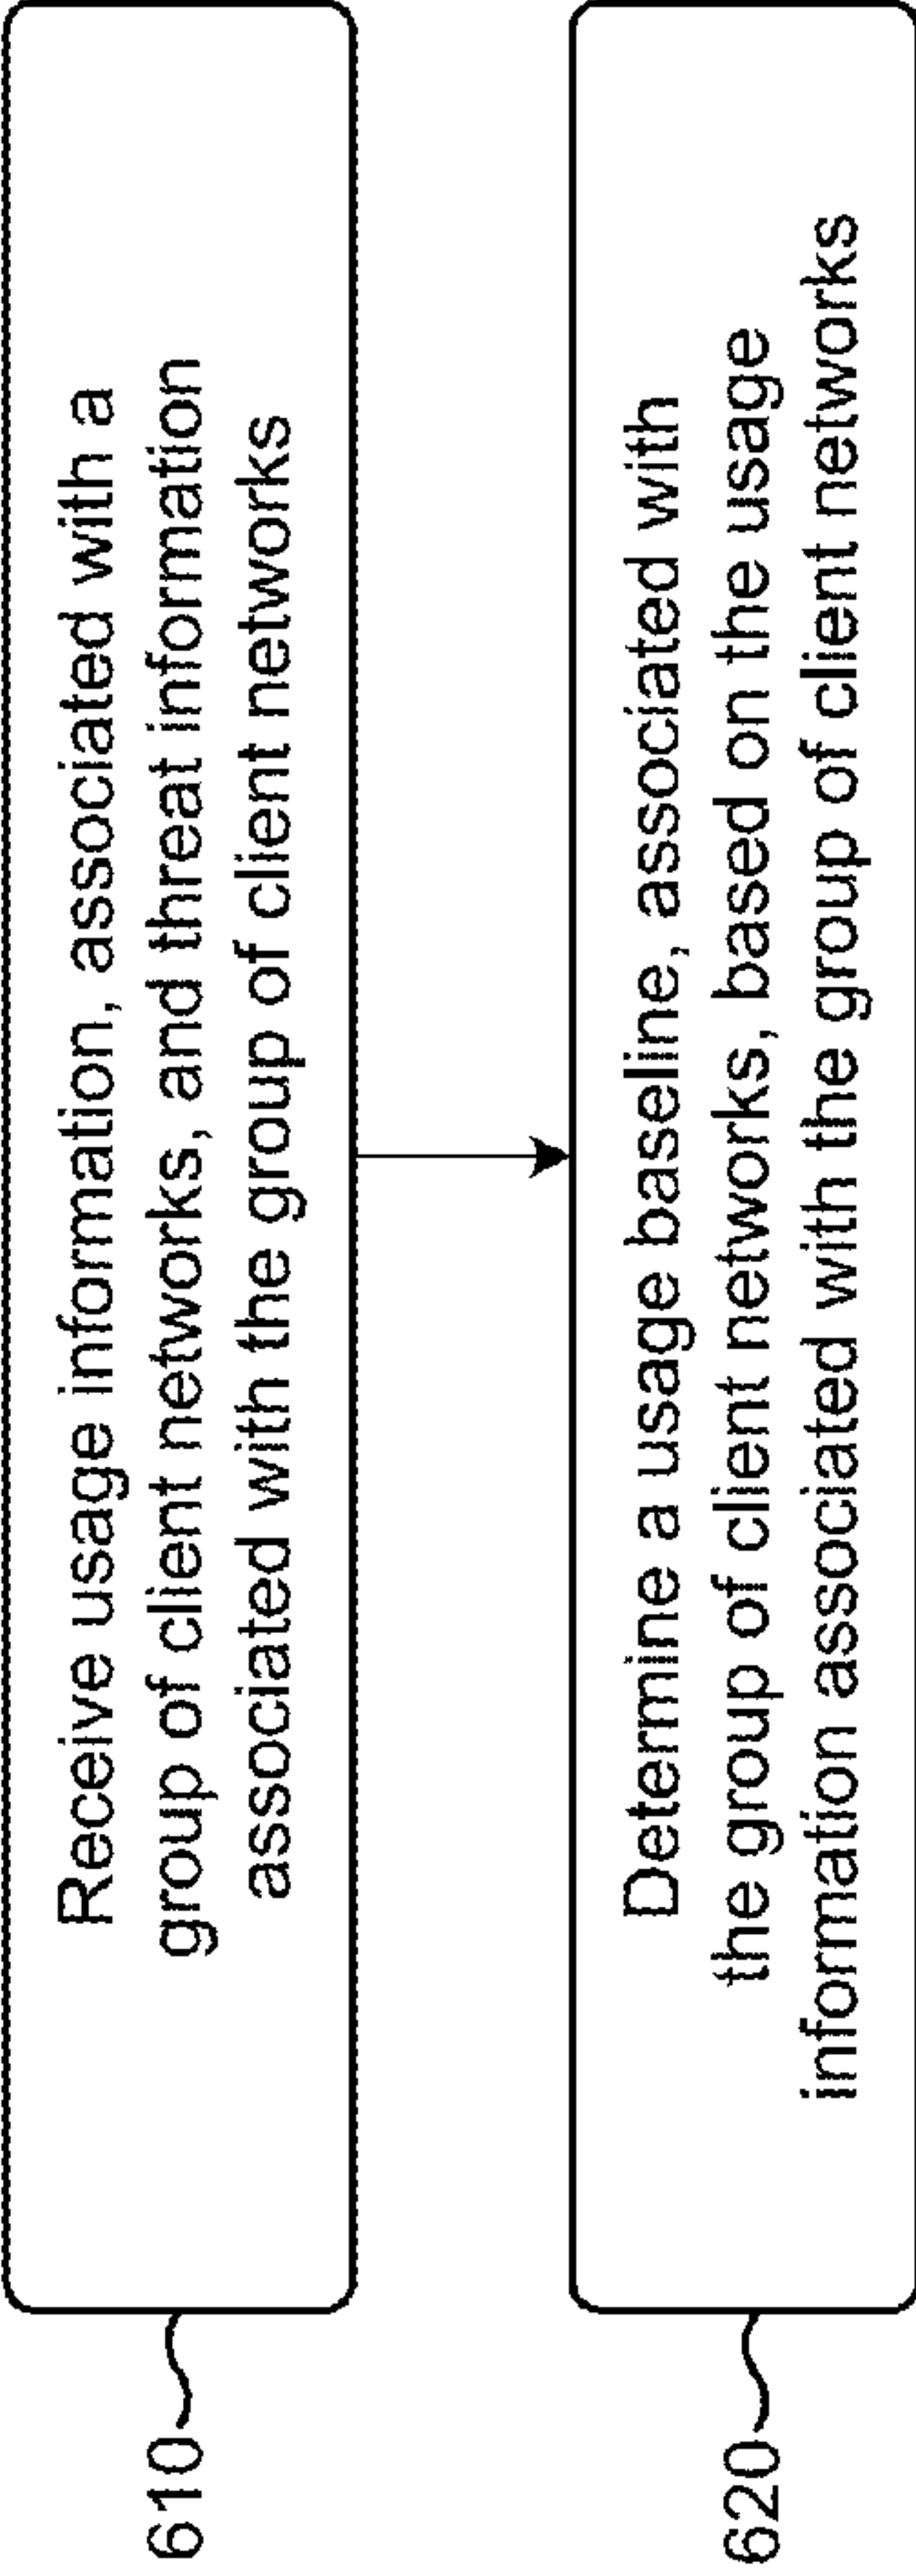 610
Receive usage information, associated with a
group of client networks, and threat information
associated with the group of client networks
620
Determine a usage baseline, associated with
the group of client networks, based on the usage
information associated with the group of client networks